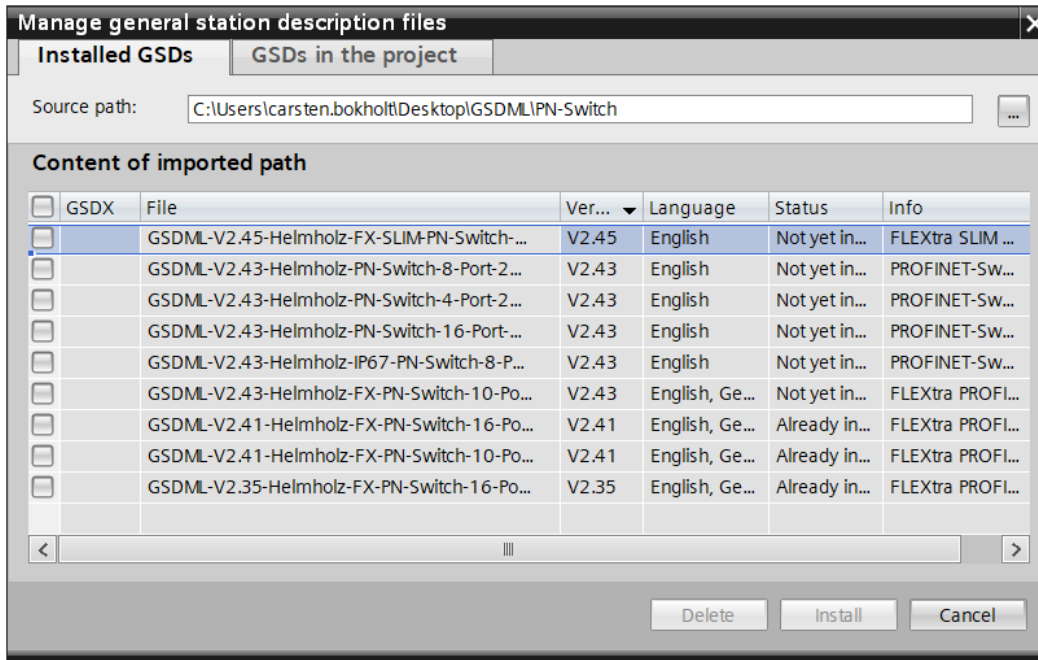 Manage general station description files
Installed GSDs GSDs in the project
Source path: C:\Users\carsten.bokholt\Desktop\GSDML\PN-Switch ...
Content of imported path
GSDX File Ver... Language Status Info
GSDML-V2.45-Helmholz-FX-SLIM-PN-Switch-... V2.45 English Not yet in... FLEXtra SLIM ...
GSDML-V2.43-Helmholz-PN-Switch-8-Port-2... V2.43 English Not yet in... PROFINET-Sw...
GSDML-V2.43-Helmholz-PN-Switch-4-Port-2... V2.43 English Not yet in... PROFINET-Sw...
GSDML-V2.43-Helmholz-PN-Switch-16-Port-... V2.43 English Not yet in... PROFINET-Sw...
GSDML-V2.43-Helmholz-IP67-PN-Switch-8-P... V2.43 English Not yet in... PROFINET-Sw...
GSDML-V2.43-Helmholz-FX-PN-Switch-10-Po... V2.43 English, Ge... Not yet in... FLEXtra PROFI...
GSDML-V2.41-Helmholz-FX-PN-Switch-16-Po... V2.41 English, Ge... Already in... FLEXtra PROFI...
GSDML-V2.41-Helmholz-FX-PN-Switch-10-Po... V2.41 English, Ge... Already in... FLEXtra PROFI...
GSDML-V2.35-Helmholz-FX-PN-Switch-16-Po... V2.35 English, Ge... Already in... FLEXtra PROFI...
Delete Install Cancel